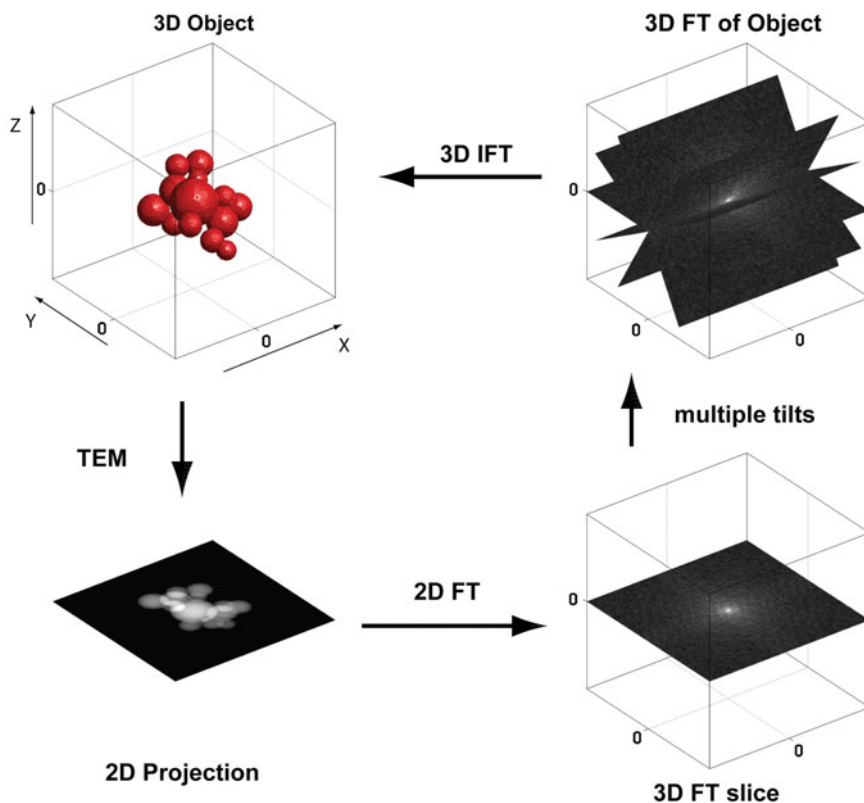 3D Object
3D FT of Object
Z
0
Y
0
0
X
3D IFT
0
0
0
TEM
multiple tilts
2D FT
0
0
0
2D Projection
3D FT slice